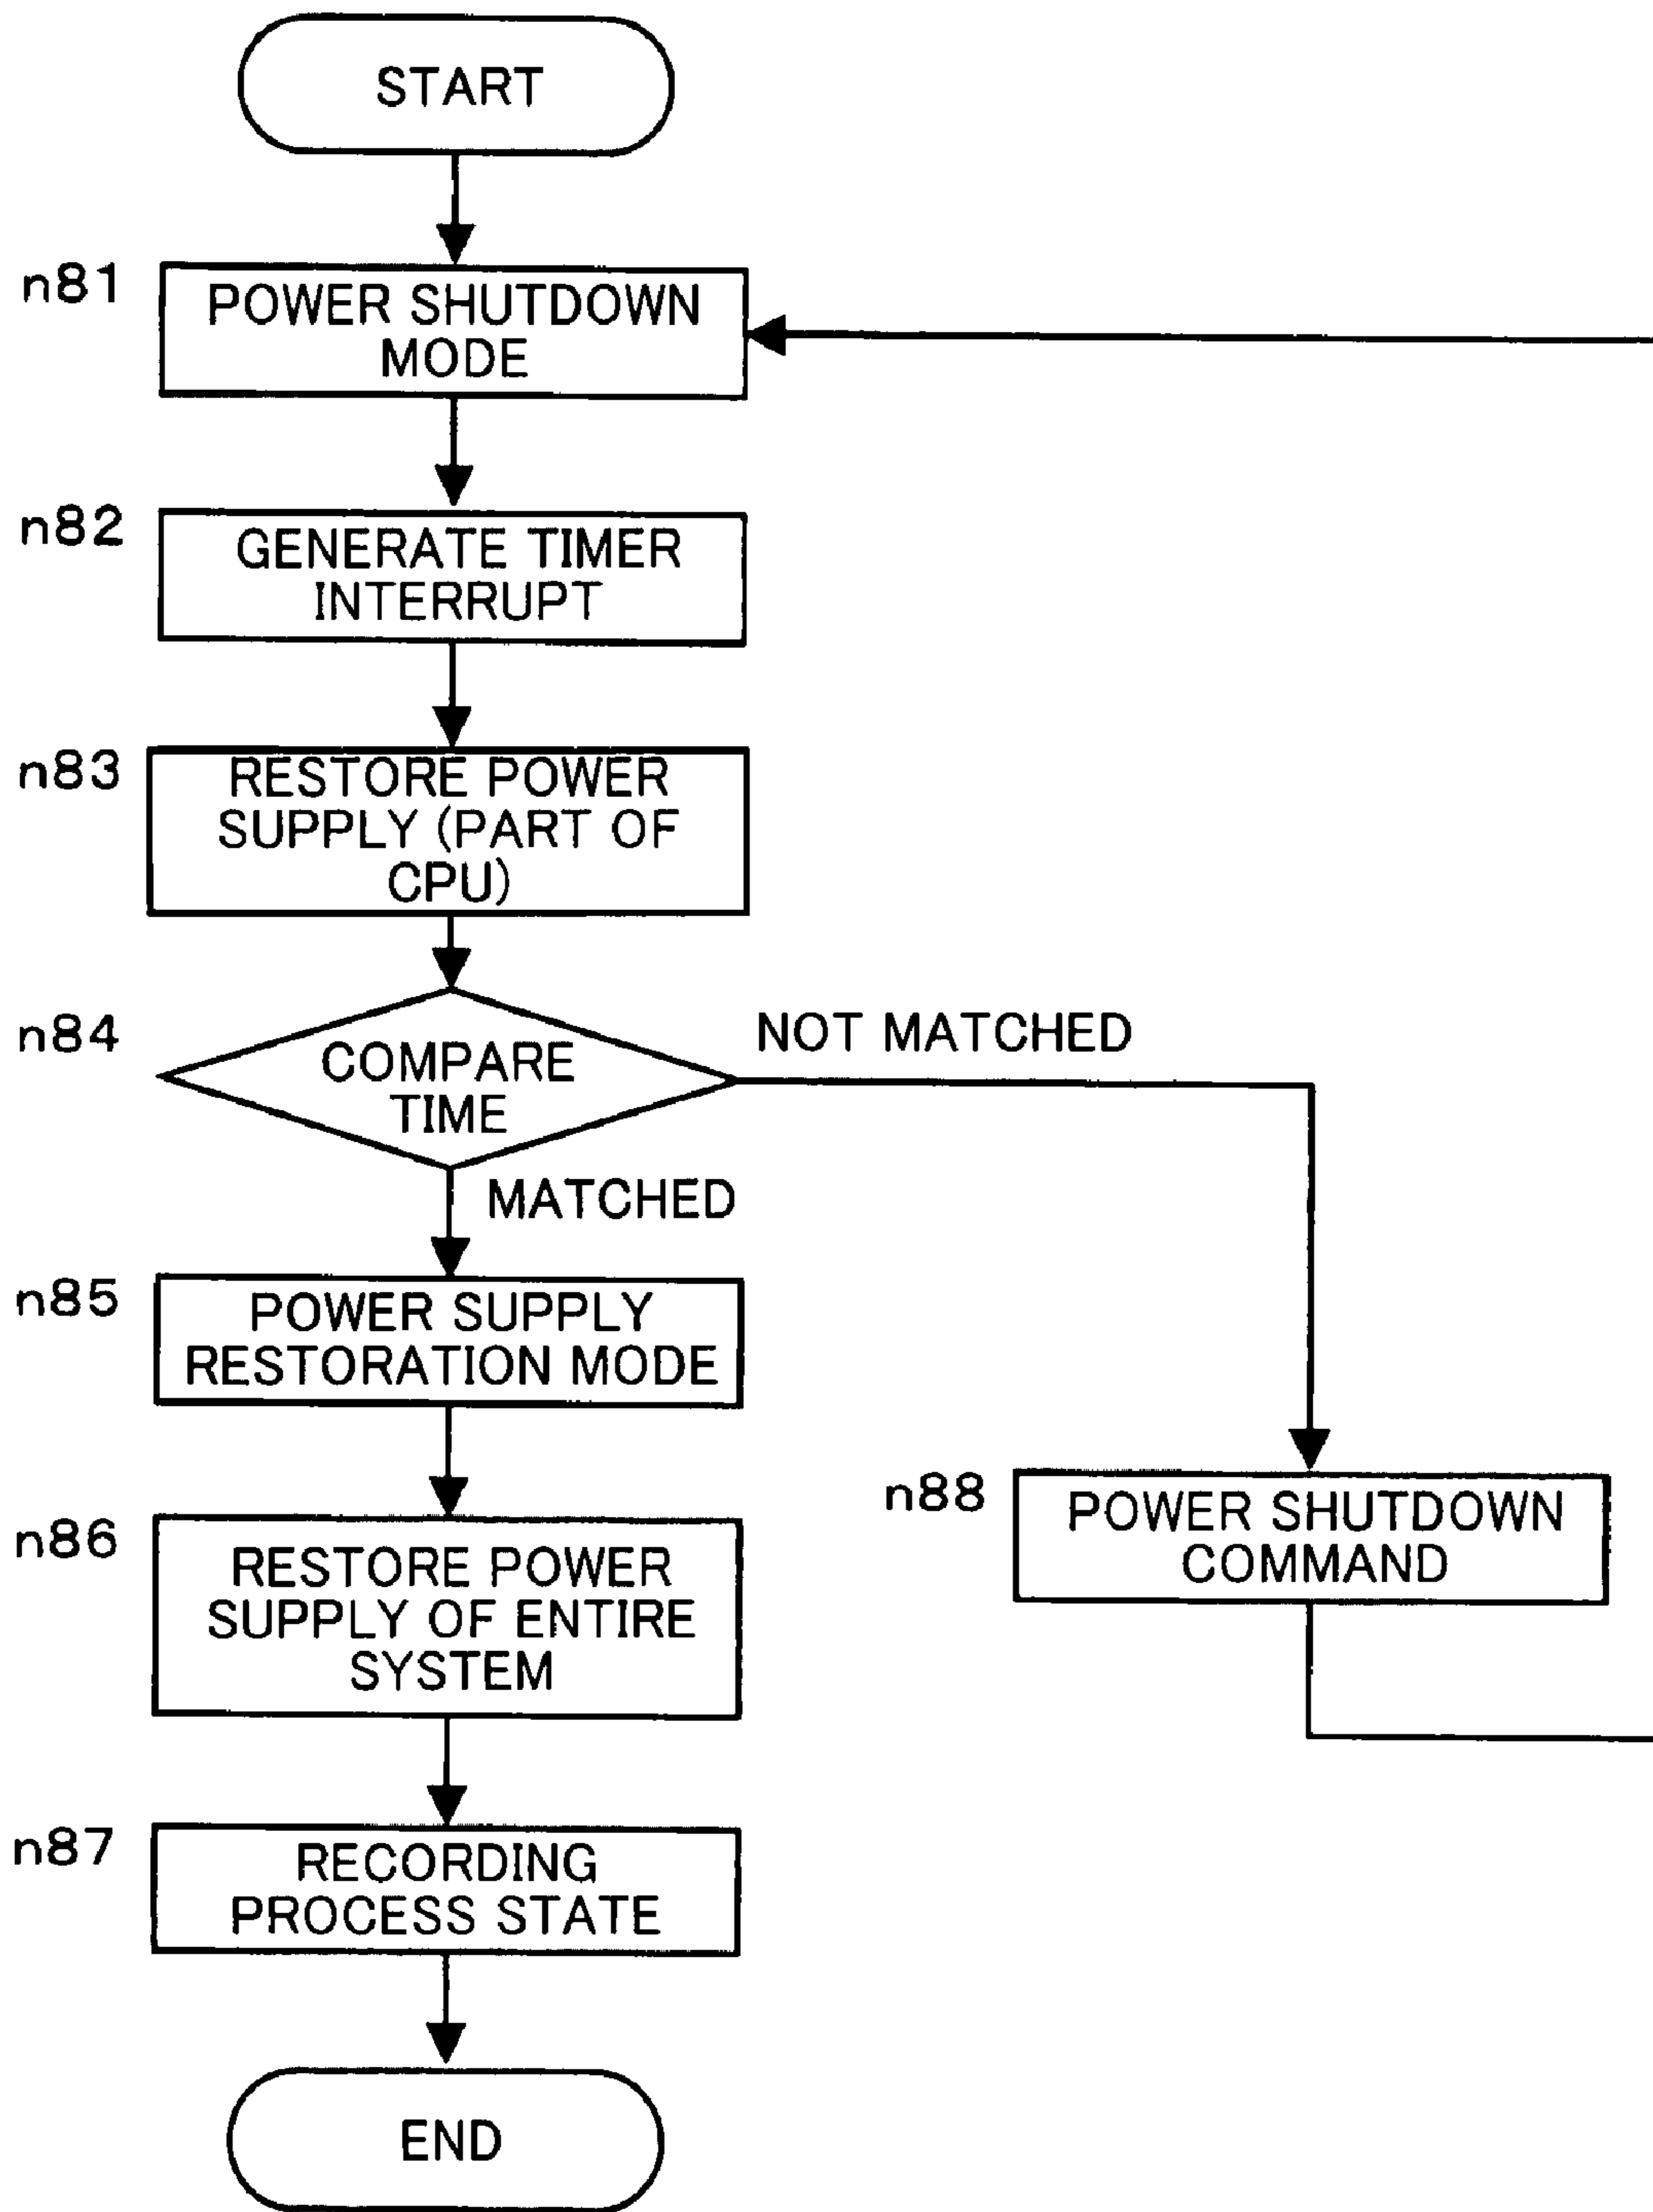 START
n81
POWER SHUTDOWN
MODE
n82
GENERATE TIMER
INTERRUPT
n83
RESTORE POWER
SUPPLY (PART OF
CPU)
n84
COMPARE
TIME
NOT MATCHED
MATCHED
n85
POWER SUPPLY
RESTORATION MODE
n88
POWER SHUTDOWN
COMMAND
n86
RESTORE POWER
SUPPLY OF ENTIRE
SYSTEM
n87
RECORDING
PROCESS STATE
END